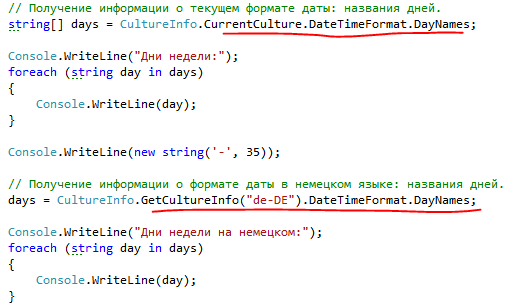 // Получение информации о текущем формате даты: названия дней.
string[] days = CultureInfo.CurrentCulture.DateTimeFormat.DayNames;
Console.WriteLine("Дни недели:");
foreach (string day in days)
{
Console.WriteLine(day);
}
Console.WriteLine(new string('-', 35));
// Получение информации о формате даты в немецком языке: названия дней.
days = CultureInfo.GetCultureInfo("de-DE").DateTimeFormat.DayNames;
Console.WriteLine("Дни недели на немецком:");
foreach (string day in days)
{
Console.WriteLine(day);
}